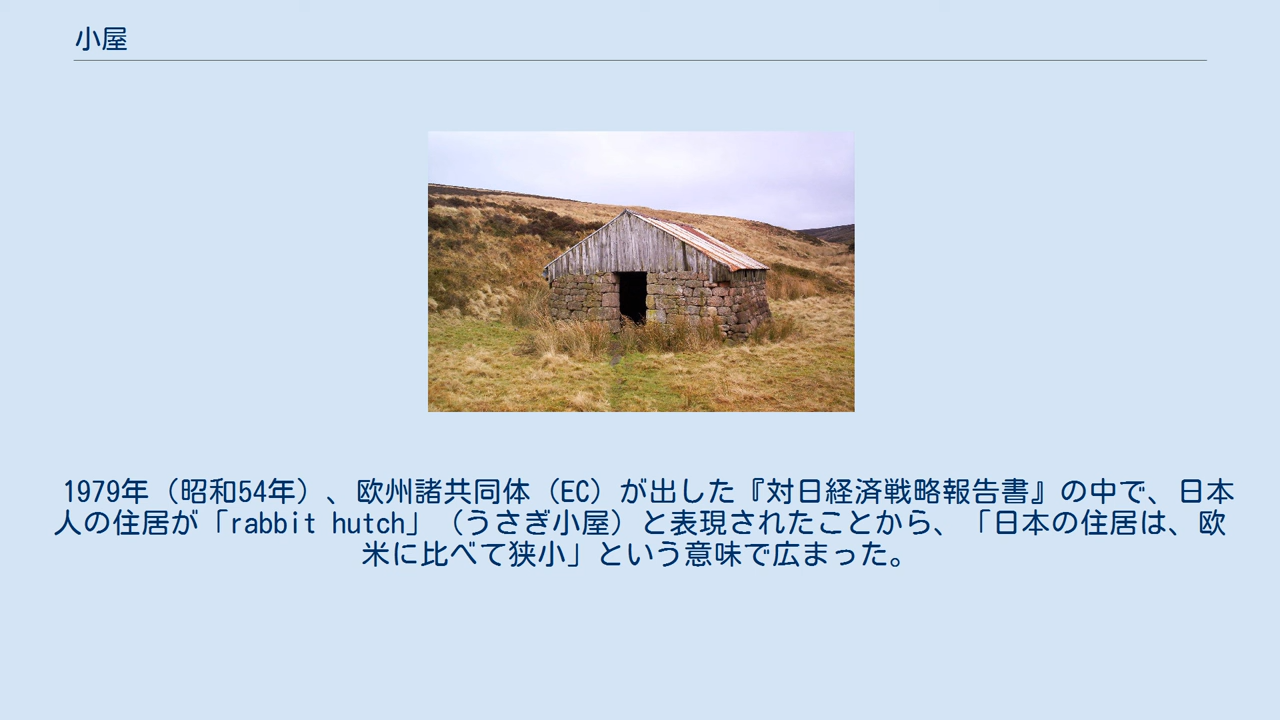 小屋
1979年（昭和54年）、欧州諸共同体（EC）が出した『対日経済戦略報告書』の中で、日本
人の住居が「rabbit hutch」（うさぎ小屋）と表現されたことから、「日本の住居は、欧
米に比べて狭小」という意味で広まった。